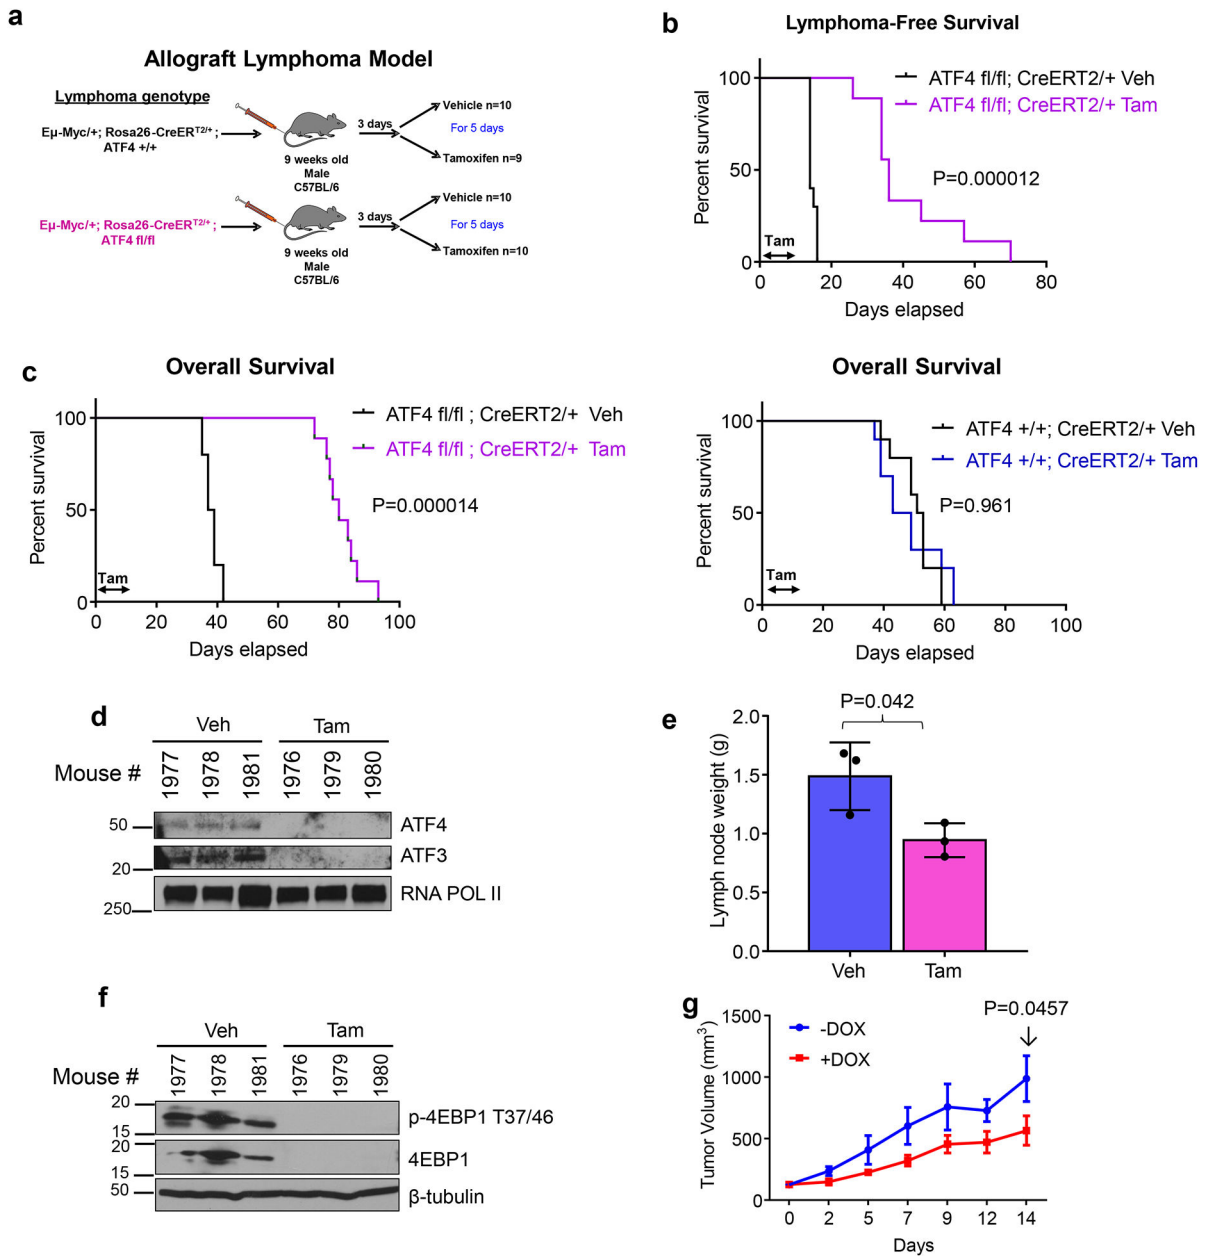 a
Allograft Lymphoma Model
Lymphoma genotype
Eμ-Myc/+; Rosa26-CreERT2/+ ;
ATF4 +/+
9 weeks old
Male
C57BL/6
3 days
Vehicle n=10
For 5 days
Tamoxifen n=9
Eμ-Myc/+; Rosa26-CreERT2/+ ;
ATF4 fl/fl
9 weeks old
Male
C57BL/6
3 days
Vehicle n=10
For 5 days
Tamoxifen n=10
b
Lymphoma-Free Survival
ATF4 fl/fl; CreERT2/+ Veh
ATF4 fl/fl; CreERT2/+ Tam
P=0.000012
Percent survival
100
50
0
Tam
0 20 40 60 80
Days elapsed
c
Overall Survival
ATF4 fl/fl ; CreERT2/+ Veh
ATF4 fl/fl ; CreERT2/+ Tam
P=0.000014
Percent survival
100
50
0
Tam
0 20 40 60 80 100
Days elapsed
Overall Survival
ATF4 +/+; CreERT2/+ Veh
ATF4 +/+; CreERT2/+ Tam
P=0.961
Percent survival
100
50
0
Tam
0 20 40 60 80 100
Days elapsed
d
Veh Tam
Mouse # 1977 1978 1981 1976 1979 1980
50 ATF4
ATF3
20
RNA POL II
250
e
P=0.042
Lymph node weight (g)
2.0
1.5
1.0
0.5
0.0
Veh Tam
f
Veh Tam
Mouse # 1977 1978 1981 1976 1979 1980
20
p-4EBP1 T37/46
15
20
4EBP1
15
50
β-tubulin
g
P=0.0457
-DOX
+DOX
Tumor Volume (mm3)
1500
1000
500
0
0 2 5 7 9 12 14
Days